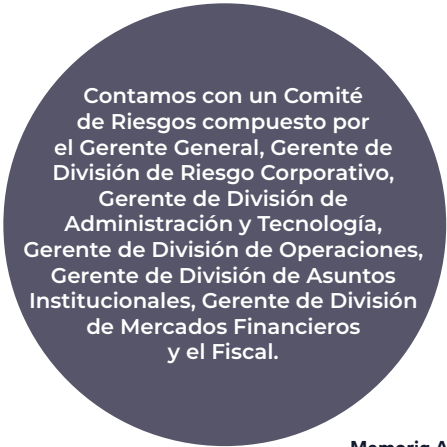 Contamos con un Comité
de Riesgos compuesto por
el Gerente General, Gerente de
División de Riesgo Corporativo,
Gerente de División de
Administración y Tecnología,
Gerente de División de Operaciones,
Gerente de División de Asuntos
Institucionales, Gerente de División
de Mercados Financieros
y el Fiscal.